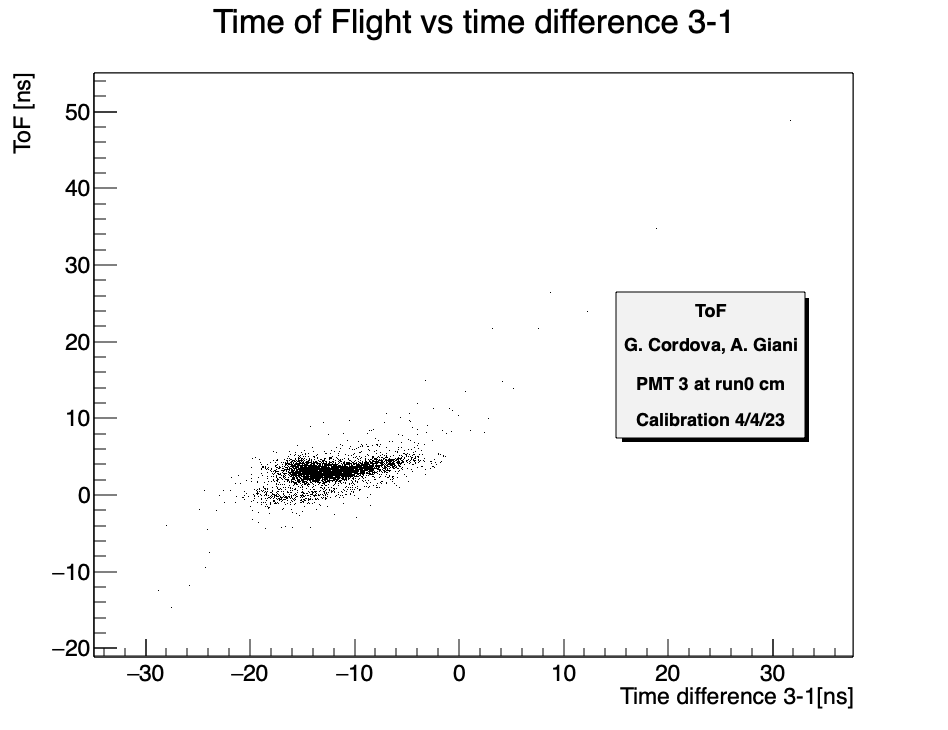 Time of Flight vs time difference 3-1
ToF [ns]
50
40
30
20
10
0
−10
−20
ToF
G. Cordova, A. Giani
PMT 3 at run0 cm
Calibration 4/4/23
−30 −20 −10 0 10 20 30
Time difference 3-1[ns]